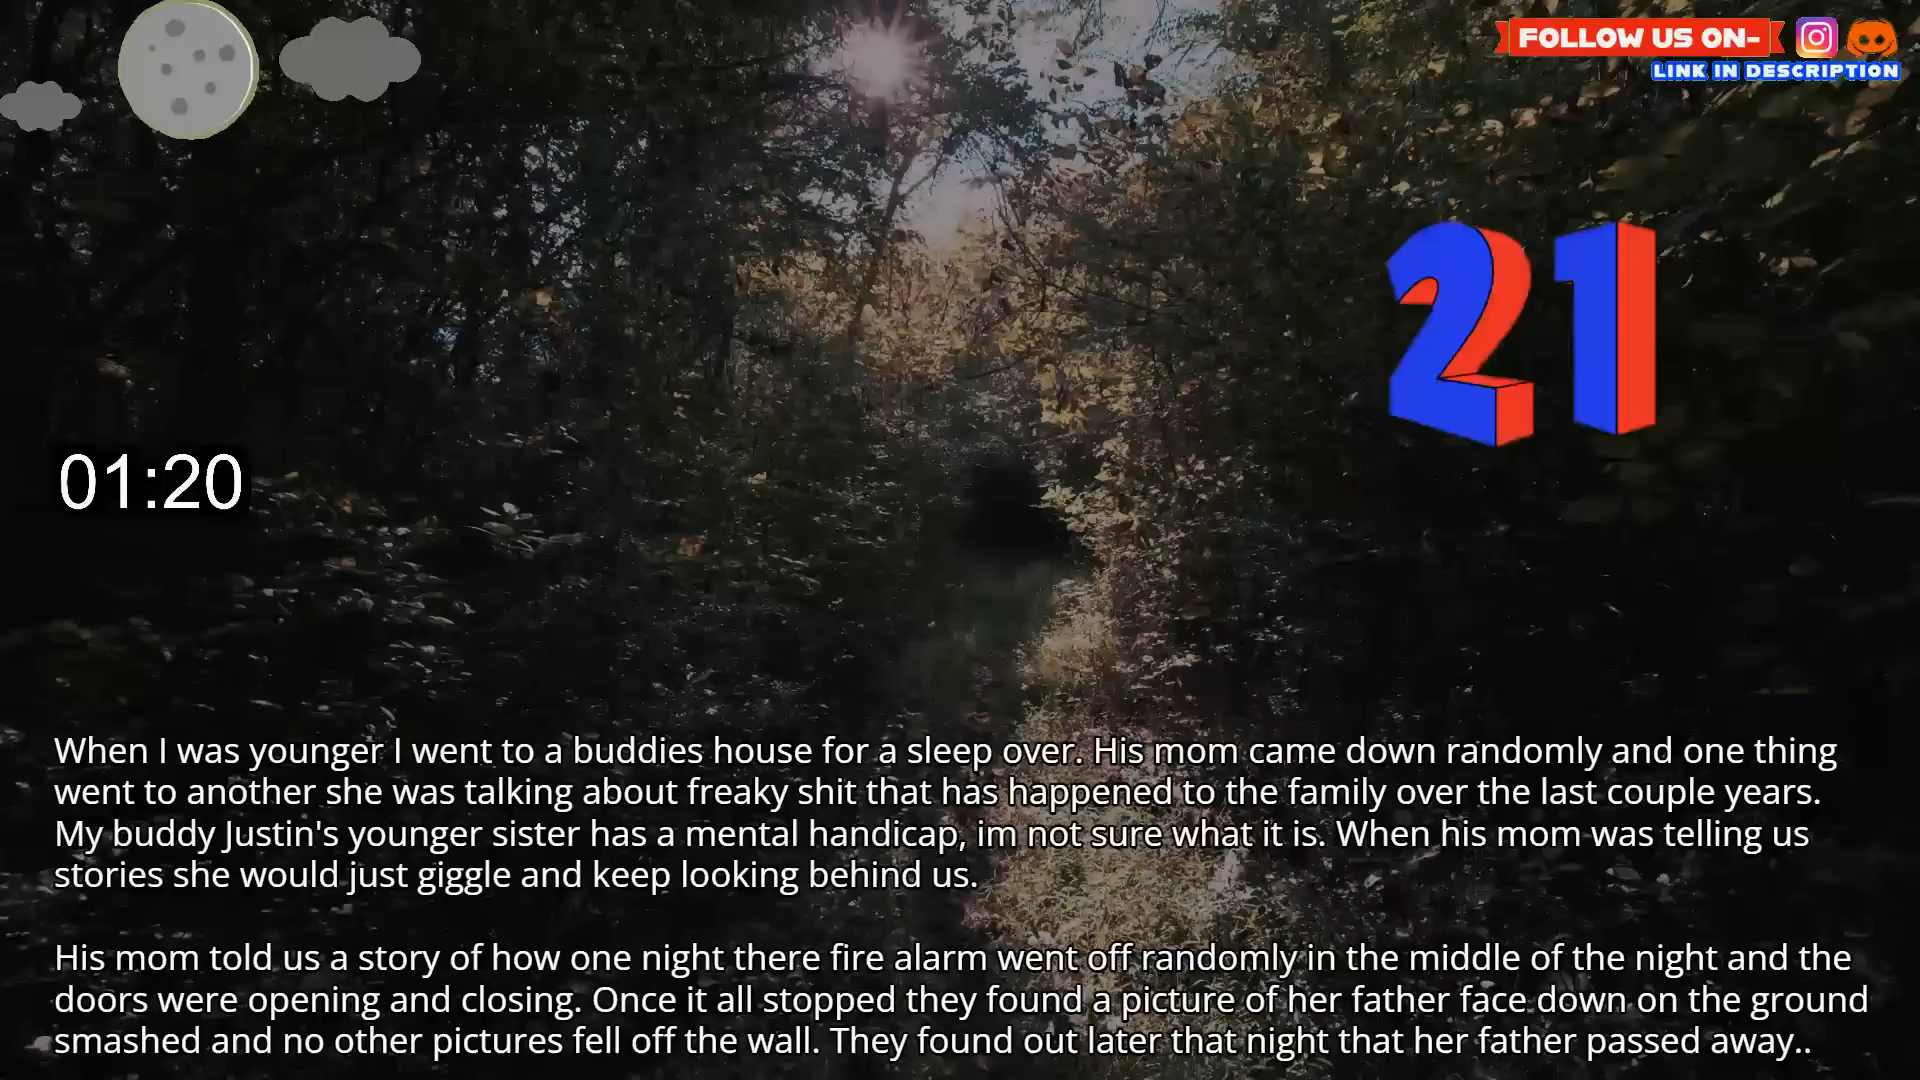 FOLLOW US ON-
LINK IN DESCRIPTION
21
01:20
When I was younger I went to a buddies house for a sleep over. His mom came down randomly and one thing
went to another she was talking about freaky shit that has happened to the family over the last couple years.
My buddy Justin's younger sister has a mental handicap, im not sure what it is. When his mom was telling us
stories she would just giggle and keep looking behind us.
His mom told us a story of how one night there fire alarm went off randomly in the middle of the night and the
doors were opening and closing. Once it all stopped they found a picture of her father face down on the ground
smashed and no other pictures fell off the wall. They found out later that night that her father passed away..